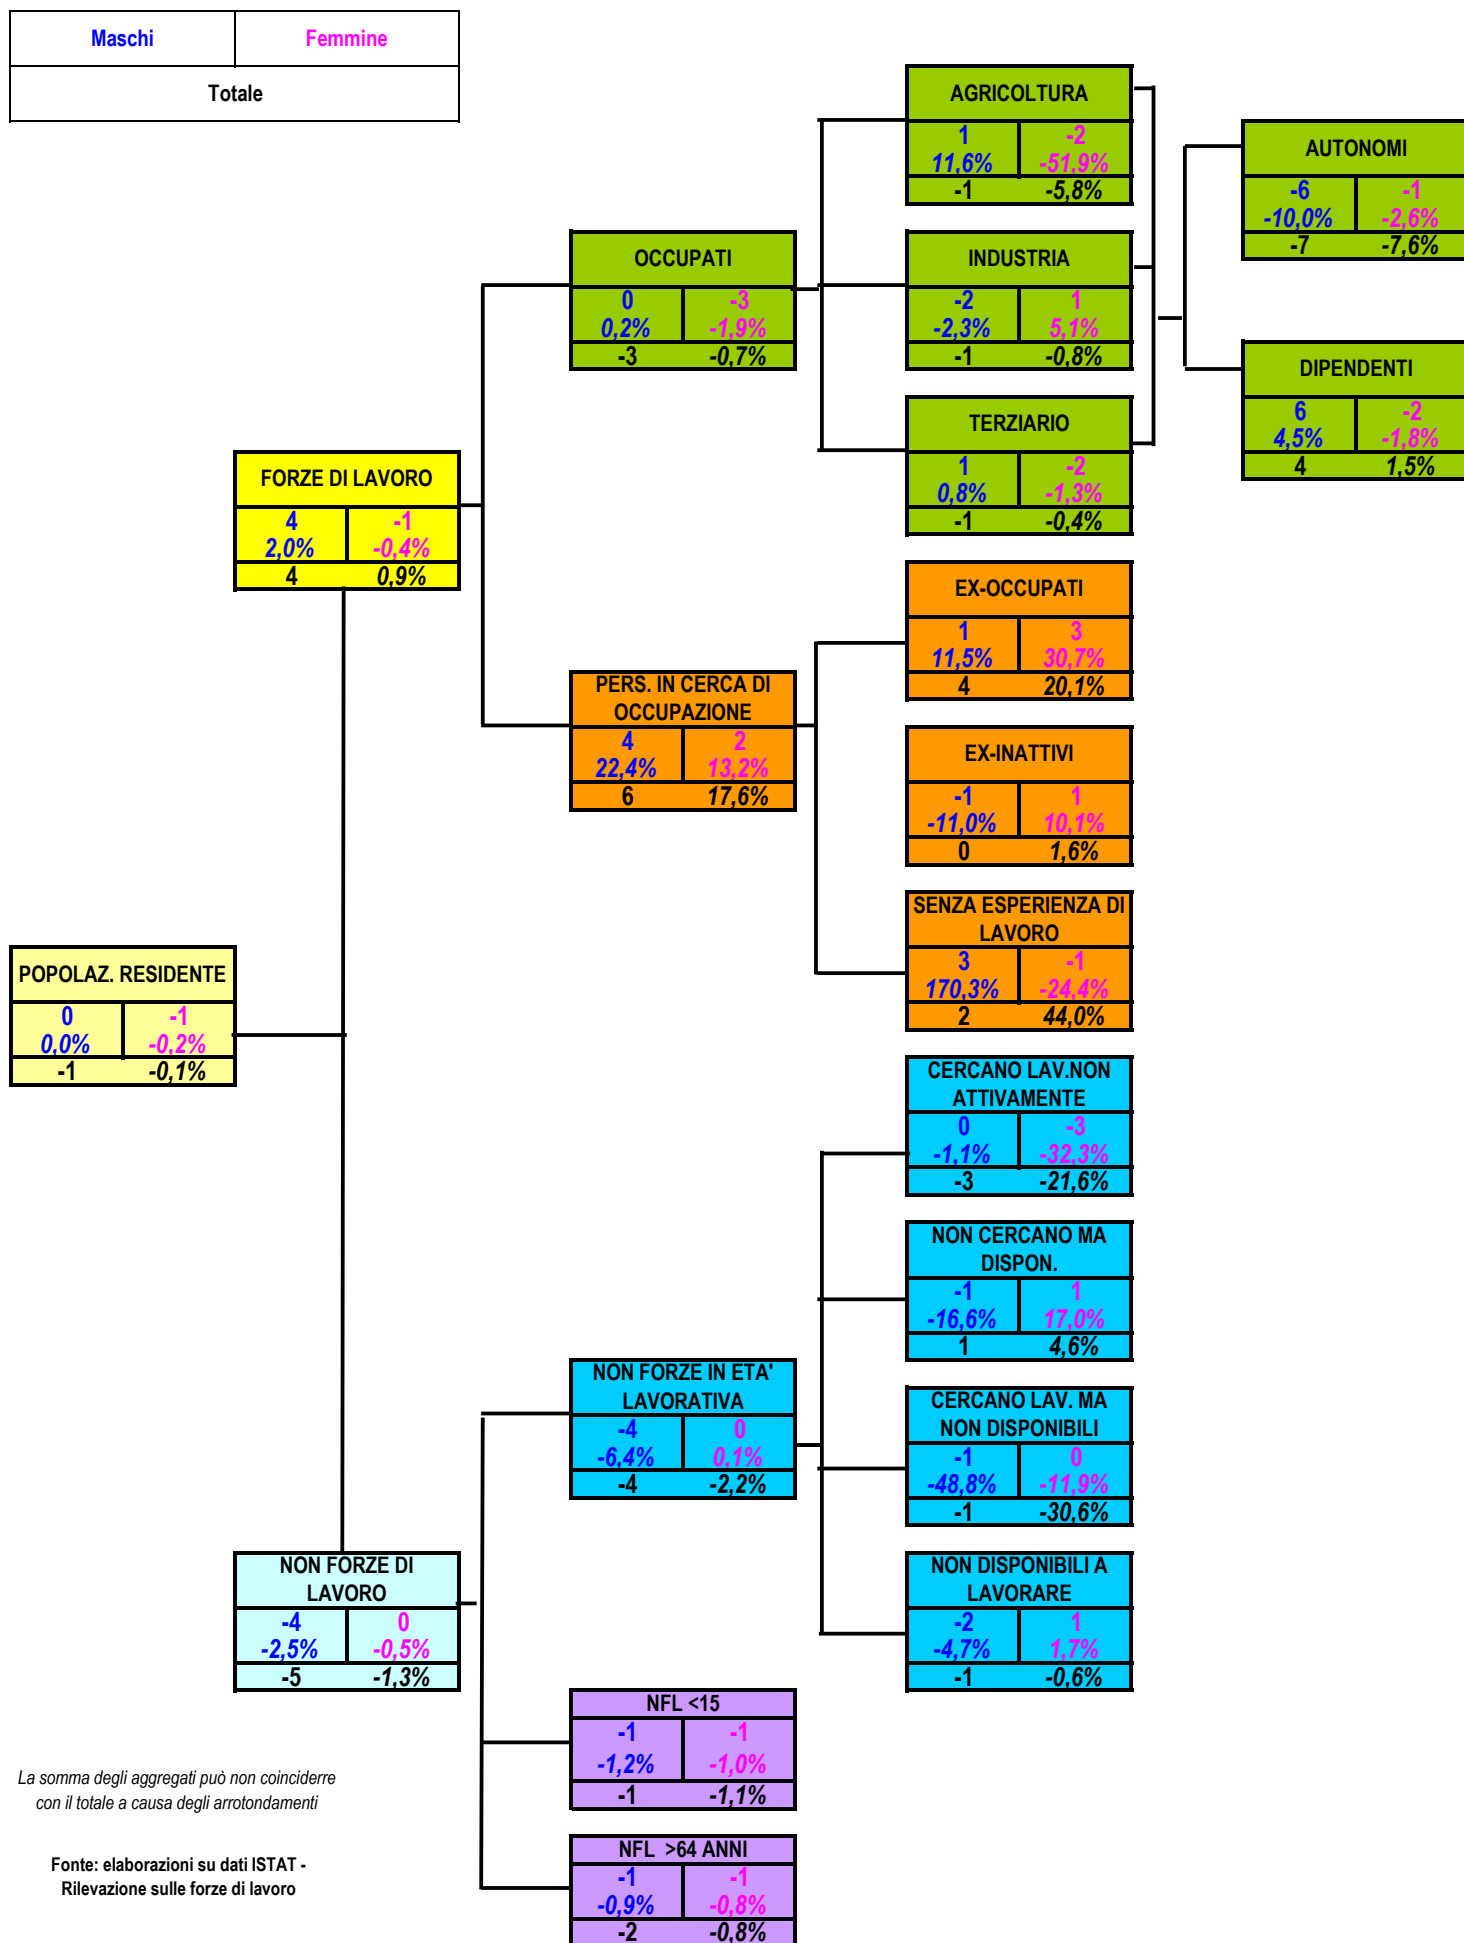 Maschi Femmine
Totale
AGRICOLTURA
1 -2
11,6% -51,9%
-1 -5,8%
AUTONOMI
-6 -1
-10,0% -2,6%
-7 -7,6%
OCCUPATI
0 -3
0,2% -1,9%
-3 -0,7%
INDUSTRIA
-2 1
-2,3% 5,1%
-1 -0,8%
DIPENDENTI
6 -2
4,5% -1,8%
4 1,5%
TERZIARIO
1 -2
0,8% -1,3%
-1 -0,4%
FORZE DI LAVORO
4 -1
2,0% -0,4%
4 0,9%
EX-OCCUPATI
1 3
11,5% 30,7%
4 20,1%
PERS. IN CERCA DI
OCCUPAZIONE
4 2
22,4% 13,2%
6 17,6%
EX-INATTIVI
-1 1
-11,0% 10,1%
0 1,6%
SENZA ESPERIENZA DI
LAVORO
3 -1
170,3% -24,4%
2 44,0%
POPOLAZ. RESIDENTE
0 -1
0,0% -0,2%
-1 -0,1%
CERCANO LAV.NON
ATTIVAMENTE
0 -3
-1,1% -32,3%
-3 -21,6%
NON CERCANO MA
DISPON.
-1 1
-16,6% 17,0%
1 4,6%
NON FORZE IN ETA'
LAVORATIVA
-4 0
-6,4% 0,1%
-4 -2,2%
CERCANO LAV. MA
NON DISPONIBILI
-1 0
-48,8% -11,9%
-1 -30,6%
NON FORZE DI
LAVORO
-4 0
-2,5% -0,5%
-5 -1,3%
NON DISPONIBILI A
LAVORARE
-2 1
-4,7% 1,7%
-1 -0,6%
NFL <15
-1 -1
-1,2% -1,0%
-1 -1,1%
La somma degli aggregati può non coinciderre
con il totale a causa degli arrotondamenti
NFL >64 ANNI
-1 -1
-0,9% -0,8%
-2 -0,8%
Fonte: elaborazioni su dati ISTAT -
Rilevazione sulle forze di lavoro